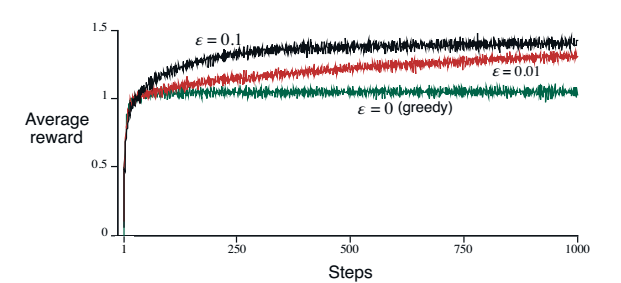 1.5
ε = 0.1
ε = 0.01
1
Average
reward
ε = 0 (greedy)
0.5
0
1
250
500
750
1000
Steps